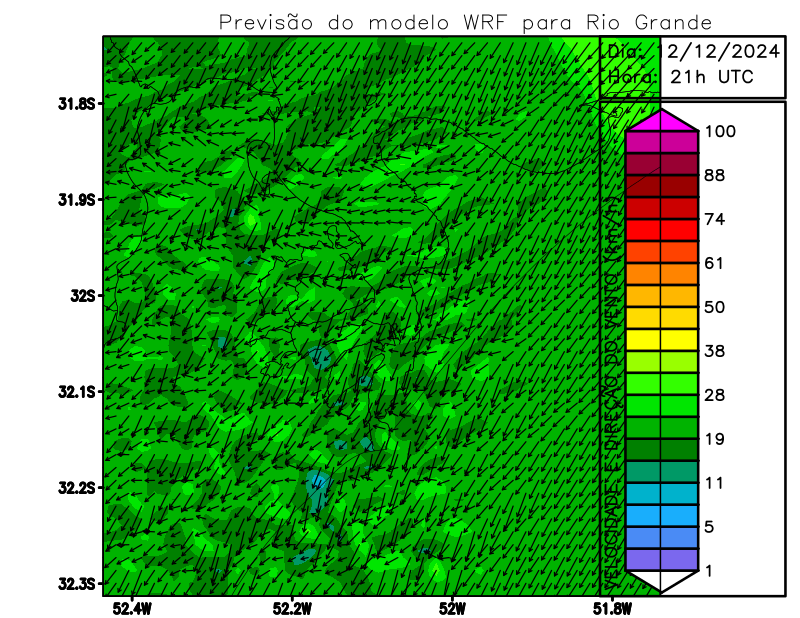 Previsão do modelo WRF para Rio Grande
Dia: 12/12/2024
Hora: 21h UTC
VELOCIDADE E DIREÇÃO DO VENTO (km/h)
100
88
74
61
50
38
28
19
11
5
1
31.8S
31.9S
32S
32.1S
32.2S
32.3S
52.4W
52.2W
52W
51.8W